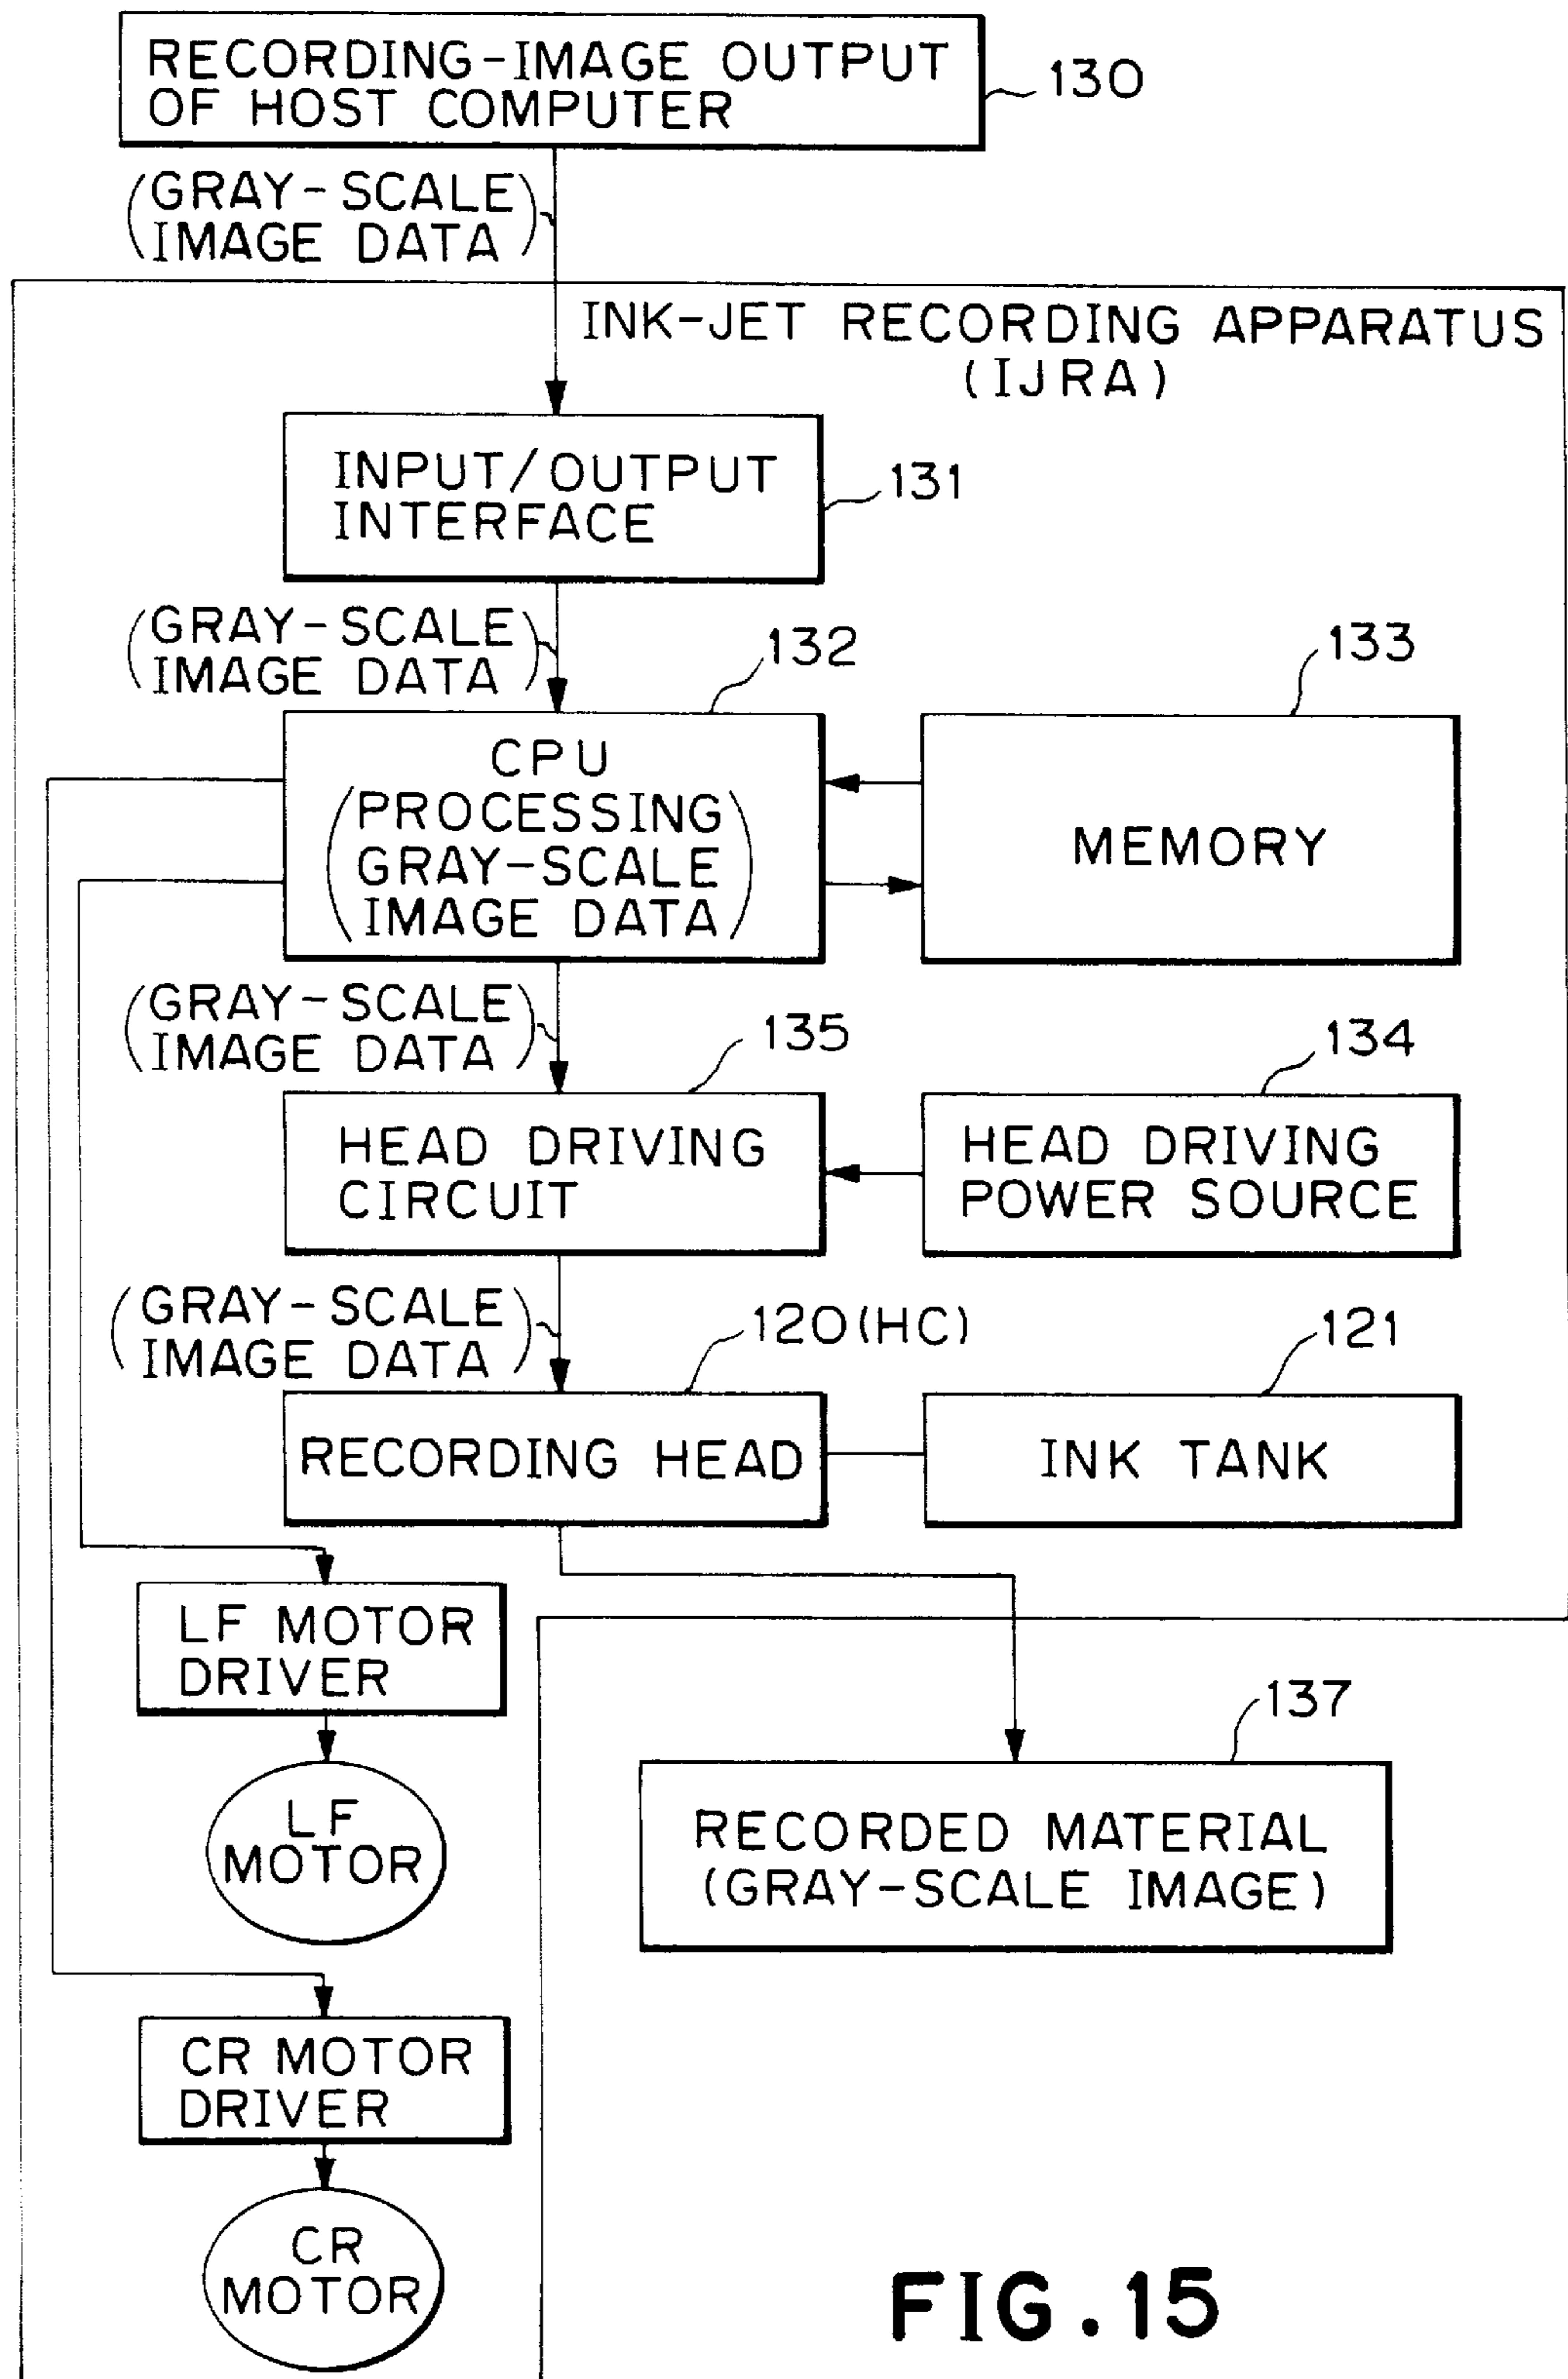 RECORDING-IMAGE OUTPUT
OF HOST COMPUTER
130
(GRAY-SCALE
IMAGE DATA)
INK-JET RECORDING APPARATUS
(IJRA)
INPUT/OUTPUT
INTERFACE
131
(GRAY-SCALE
IMAGE DATA)
132
133
CPU
(PROCESSING
GRAY-SCALE
IMAGE DATA)
MEMORY
(GRAY-SCALE
IMAGE DATA)
135
134
HEAD DRIVING
CIRCUIT
HEAD DRIVING
POWER SOURCE
(GRAY-SCALE
IMAGE DATA)
120(HC)
121
RECORDING HEAD
INK TANK
LF MOTOR
DRIVER
LF
MOTOR
137
RECORDED MATERIAL
(GRAY-SCALE IMAGE)
CR MOTOR
DRIVER
CR
MOTOR
FIG.15